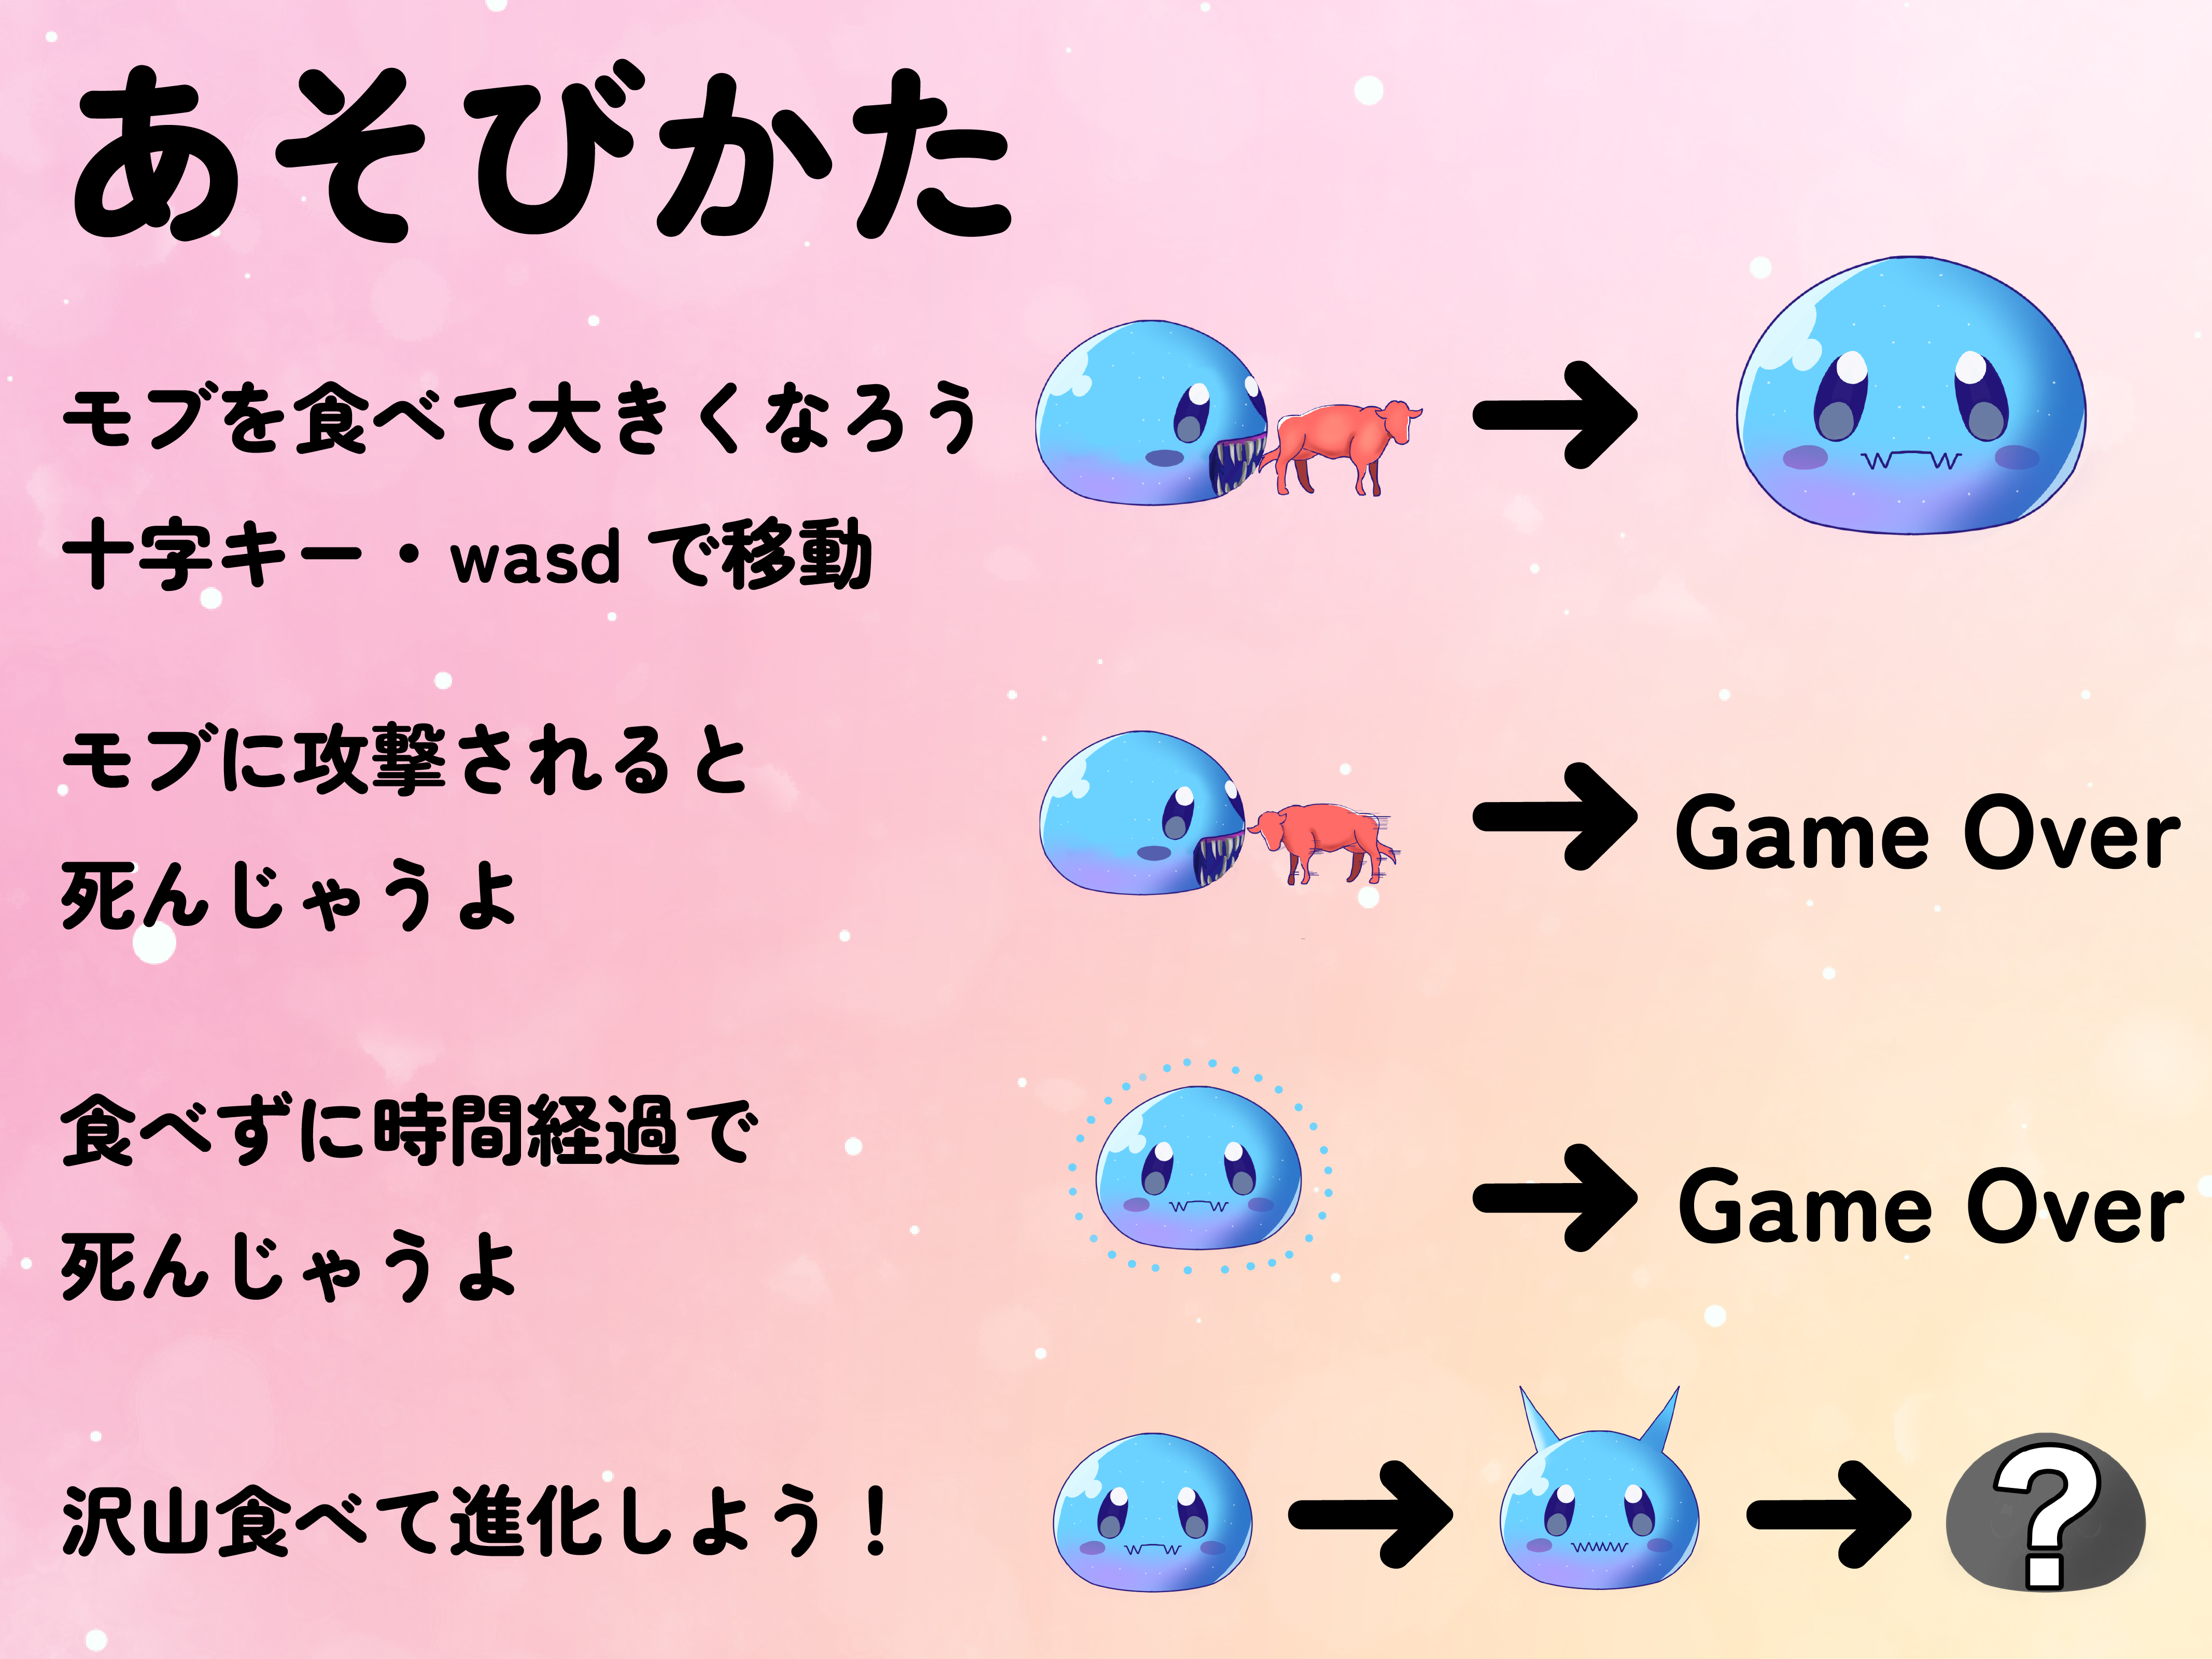 あそびかた
モブを食べて大きくなろう
十字キー・wasd で移動
モブに攻撃されると
死んじゃうよ
Game Over
食べずに時間経過で
死んじゃうよ
Game Over
沢山食べて進化しよう！
?